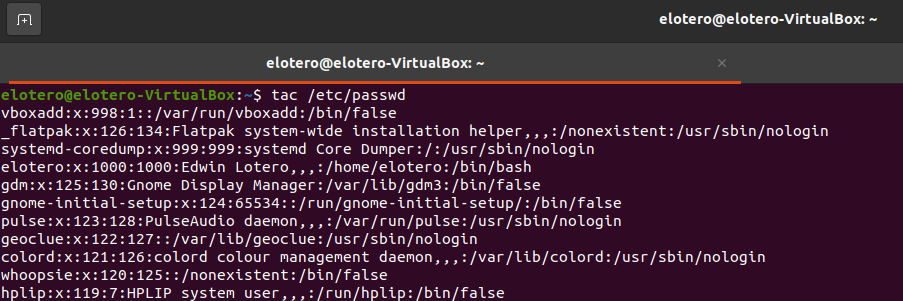 elotero@elotero-VirtualBox: ~
elotero@elotero-VirtualBox: ~ ×
elotero@elotero-VirtualBox:~$ tac /etc/passwd
vboxadd:x:998:1::/var/run/vboxadd:/bin/false
_flatpak:x:126:134:Flatpak system-wide installation helper,,,:/nonexistent:/usr/sbin/nologin
systemd-coredump:x:999:999:systemd Core Dumper:/:/usr/sbin/nologin
elotero:x:1000:1000:Edwin Lotero,,,:/home/elotero:/bin/bash
gdm:x:125:130:Gnome Display Manager:/var/lib/gdm3:/bin/false
gnome-initial-setup:x:124:65534::/run/gnome-initial-setup/:/bin/false
pulse:x:123:128:PulseAudio daemon,,,:/var/run/pulse:/usr/sbin/nologin
geoclue:x:122:127::/var/lib/geoclue:/usr/sbin/nologin
colord:x:121:126:colord colour management daemon,,,:/var/lib/colord:/usr/sbin/nologin
whoopsie:x:120:125::/nonexistent:/bin/false
hplip:x:119:7:HPLIP system user,,,:/run/hplip:/bin/false